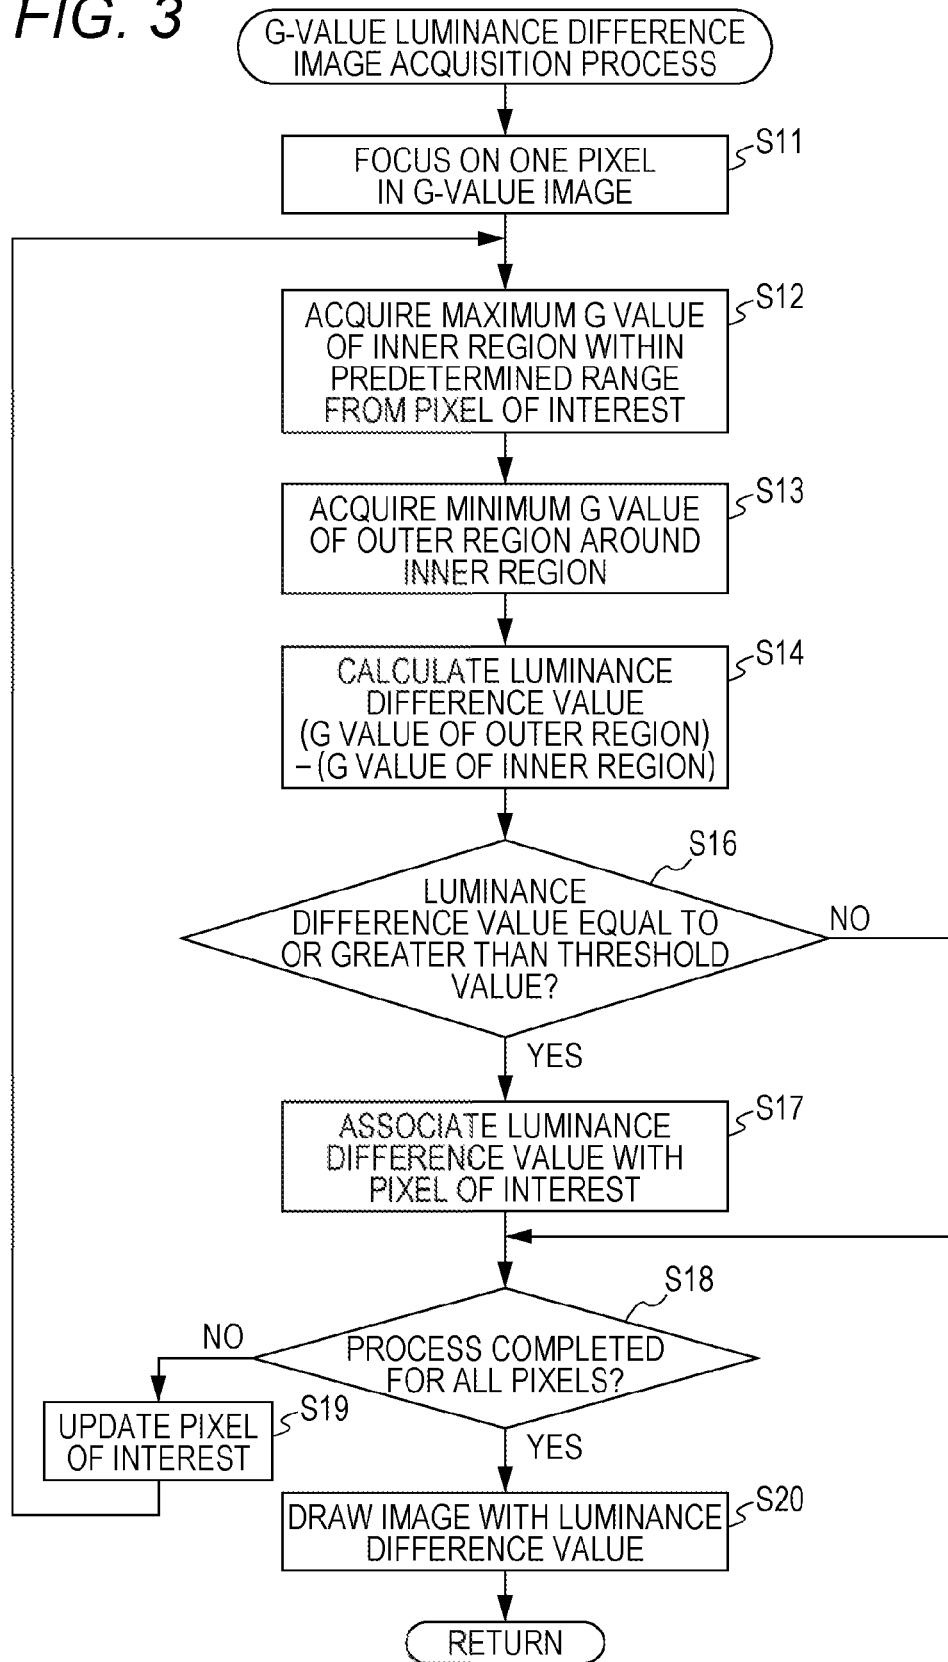 FIG. 3
G-VALUE LUMINANCE DIFFERENCE
IMAGE ACQUISITION PROCESS
S11
FOCUS ON ONE PIXEL
IN G-VALUE IMAGE
S12
ACQUIRE MAXIMUM G VALUE
OF INNER REGION WITHIN
PREDETERMINED RANGE
FROM PIXEL OF INTEREST
S13
ACQUIRE MINIMUM G VALUE
OF OUTER REGION AROUND
INNER REGION
S14
CALCULATE LUMINANCE
DIFFERENCE VALUE
(G VALUE OF OUTER REGION)
–(G VALUE OF INNER REGION)
S16
LUMINANCE
DIFFERENCE VALUE EQUAL TO
OR GREATER THAN THRESHOLD
VALUE?
NO
YES
S17
ASSOCIATE LUMINANCE
DIFFERENCE VALUE WITH
PIXEL OF INTEREST
S18
PROCESS COMPLETED
FOR ALL PIXELS?
NO
S19
UPDATE PIXEL
OF INTEREST
YES
S20
DRAW IMAGE WITH LUMINANCE
DIFFERENCE VALUE
RETURN